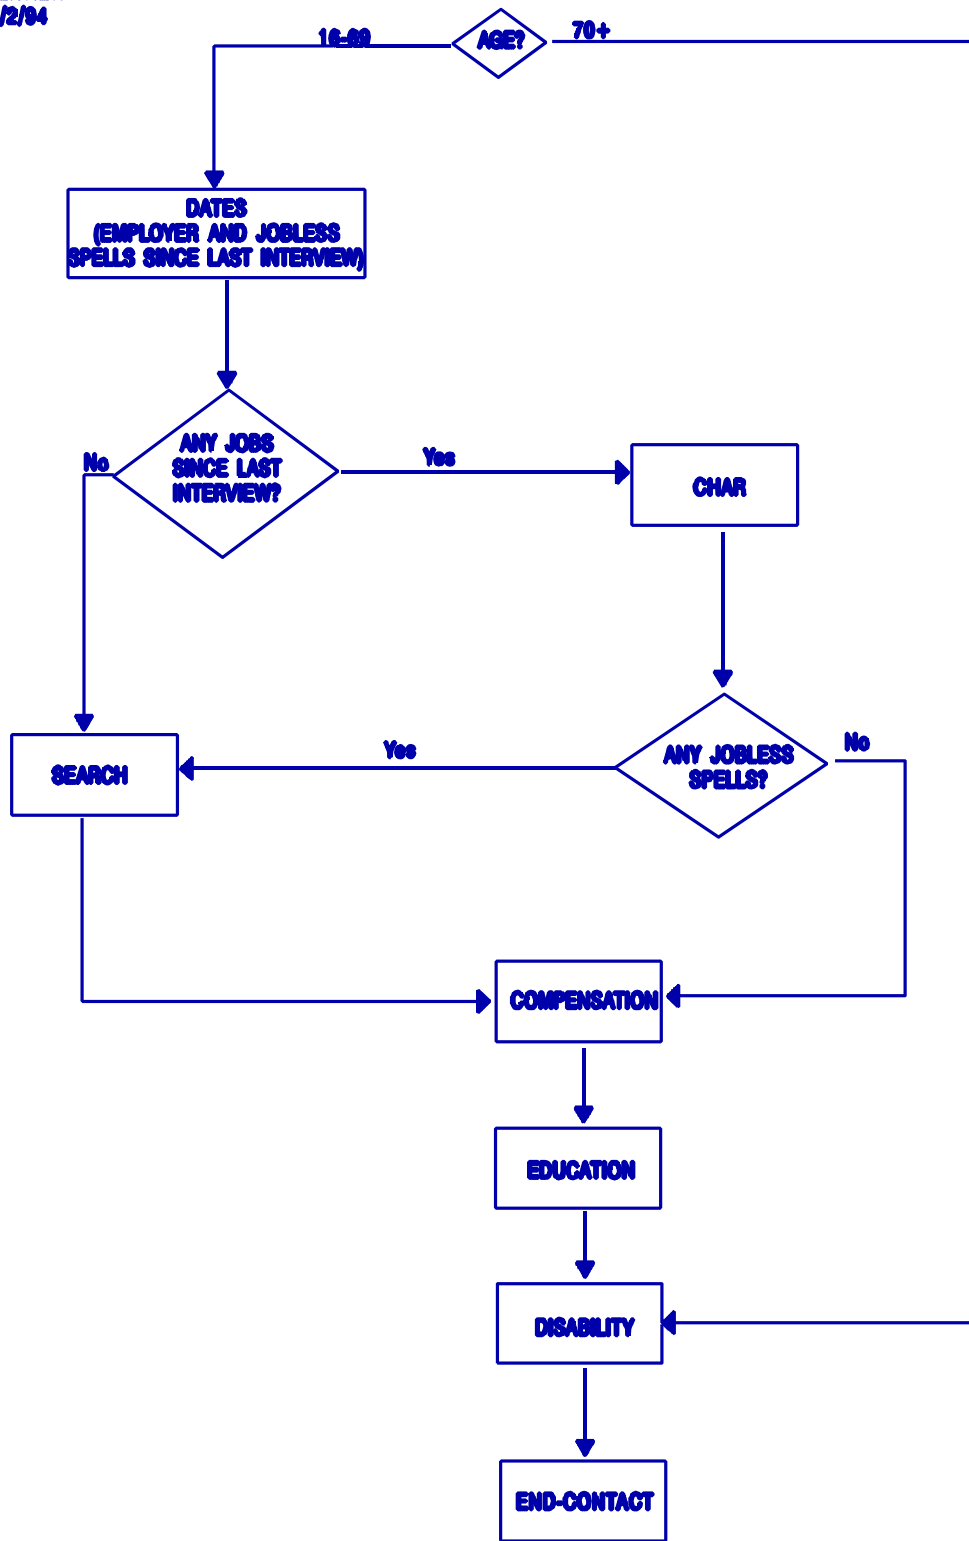 /2/94
16-69
AGE?
70+
DATES
(EMPLOYER AND JOBLESS
SPELLS SINCE LAST INTERVIEW)
ANY JOBS
SINCE LAST
INTERVIEW?
No
Yes
CHAR
SEARCH
Yes
ANY JOBLESS
SPELLS?
No
COMPENSATION
EDUCATION
DISABILITY
END-CONTACT